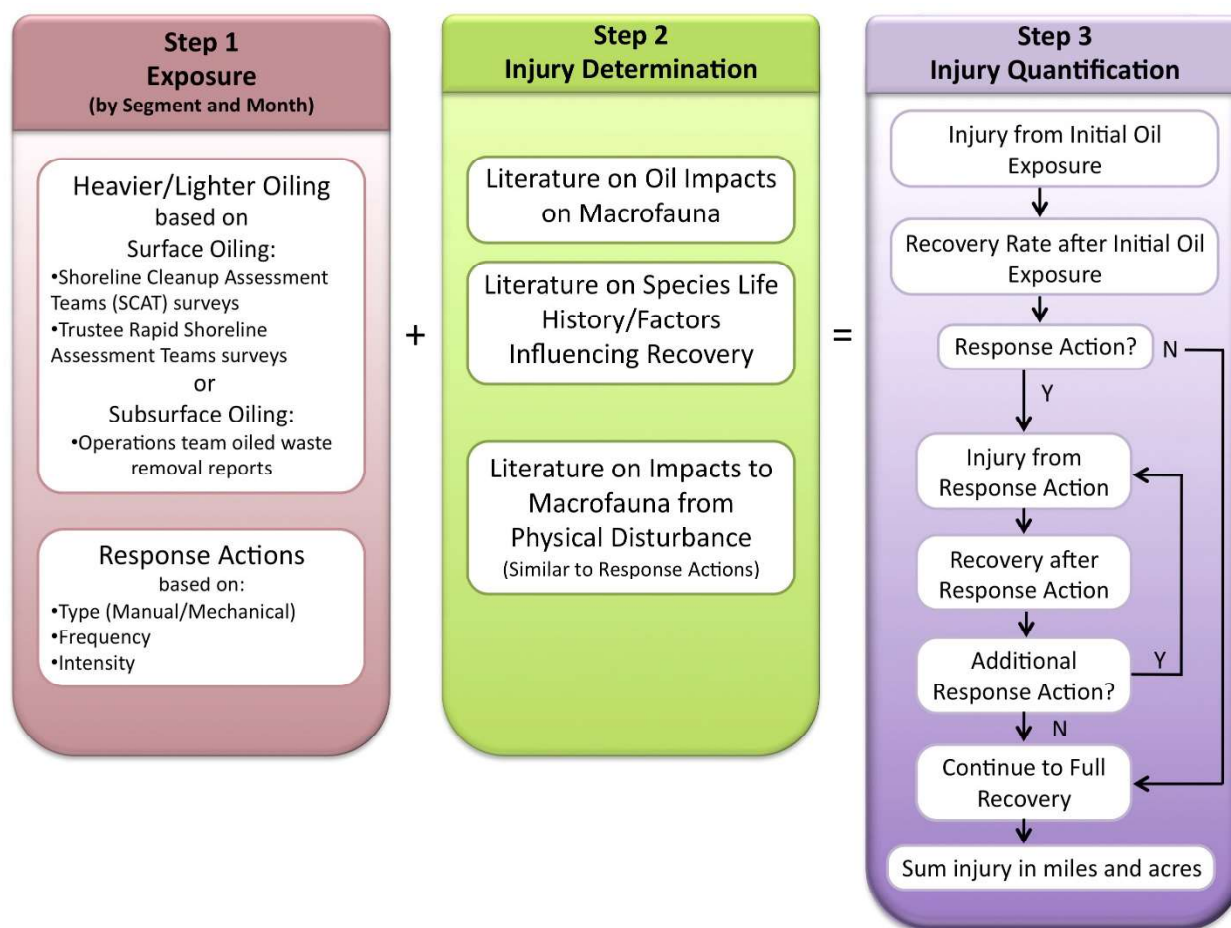 Step 1
Exposure
(by Segment and Month)
Heavier/Lighter Oiling
based on
Surface Oiling:
•Shoreline Cleanup Assessment
Teams (SCAT) surveys
•Trustee Rapid Shoreline
Assessment Teams surveys
or
Subsurface Oiling:
•Operations team oiled waste
removal reports
Response Actions
based on:
•Type (Manual/Mechanical)
•Frequency
•Intensity
+
Step 2
Injury Determination
Literature on Oil Impacts
on Macrofauna
Literature on Species Life
History/Factors
Influencing Recovery
Literature on Impacts to
Macrofauna from
Physical Disturbance
(Similar to Response Actions)
=
Step 3
Injury Quantification
Injury from Initial Oil
Exposure
Recovery Rate after Initial Oil
Exposure
Response Action?
N
Y
Injury from
Response Action
Recovery after
Response Action
Additional
Response Action?
Y
N
Continue to Full
Recovery
Sum injury in miles and acres